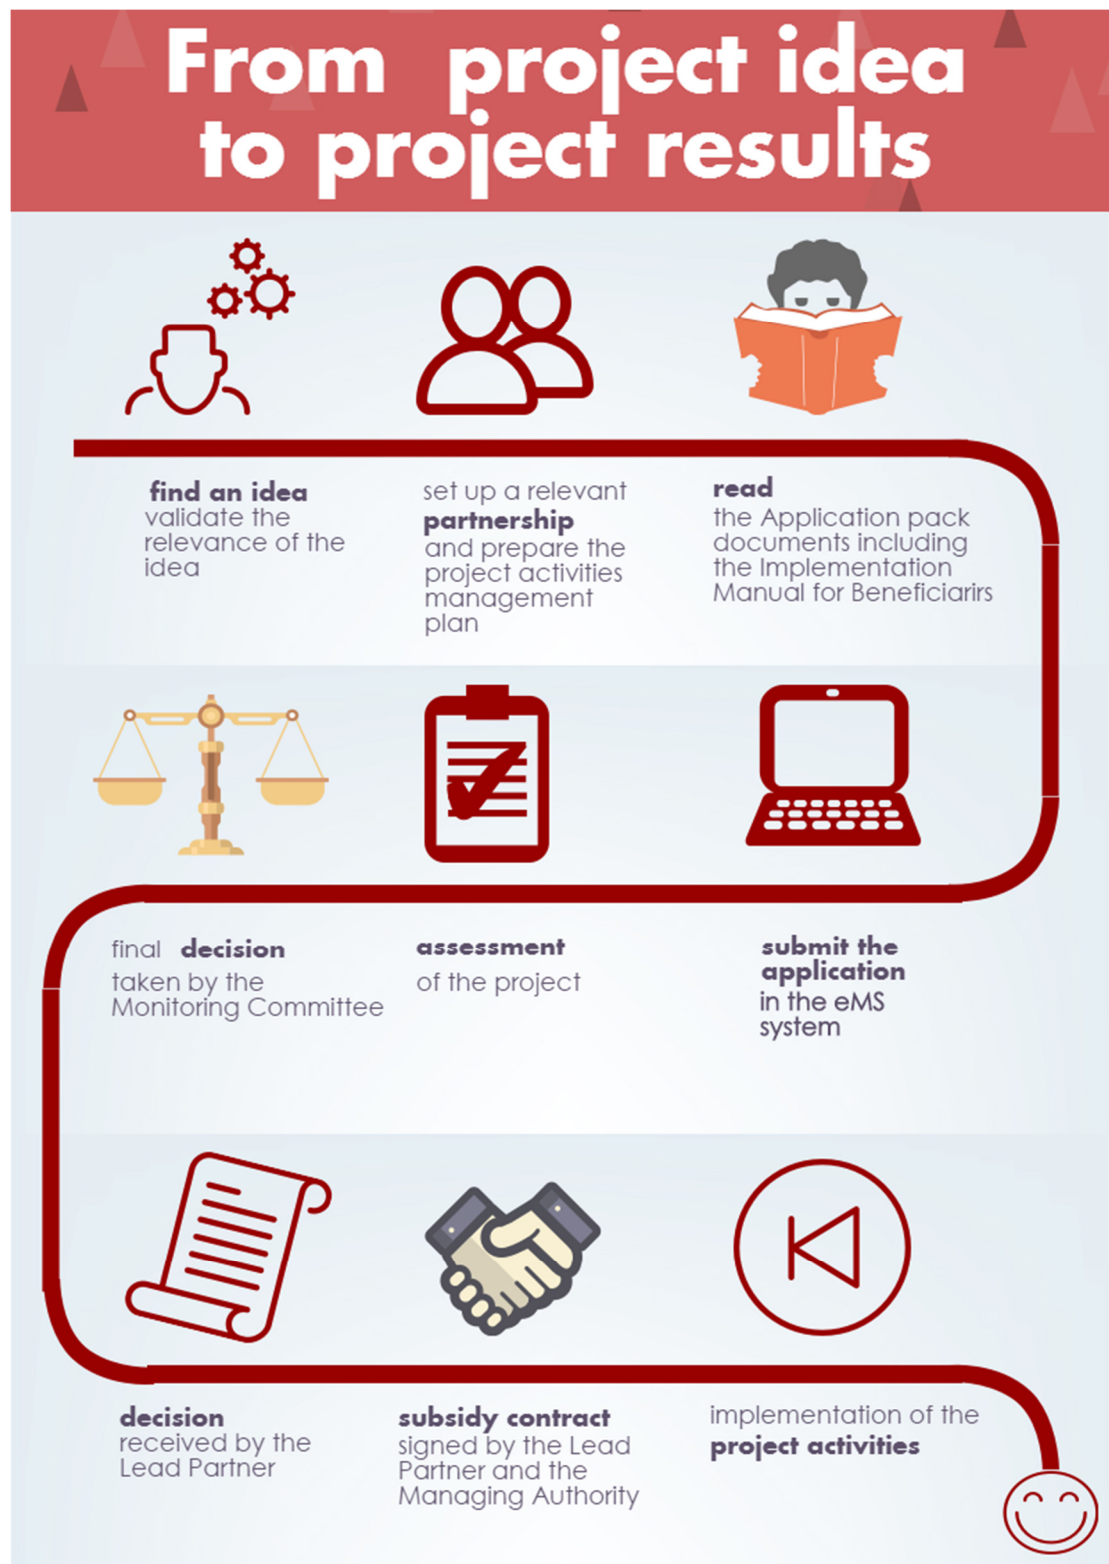 From project idea
to project results
find an idea
validate the
relevance of the
idea
set up a relevant
partnership
and prepare the
project activities
management
plan
read
the Application pack
documents including
the Implementation
Manual for Beneficiarirs
submit the
application
in the eMS
system
assessment
of the project
final decision
taken by the
Monitoring Committee
decision
received by the
Lead Partner
subsidy contract
signed by the Lead
Partner and the
Managing Authority
implementation of the
project activities